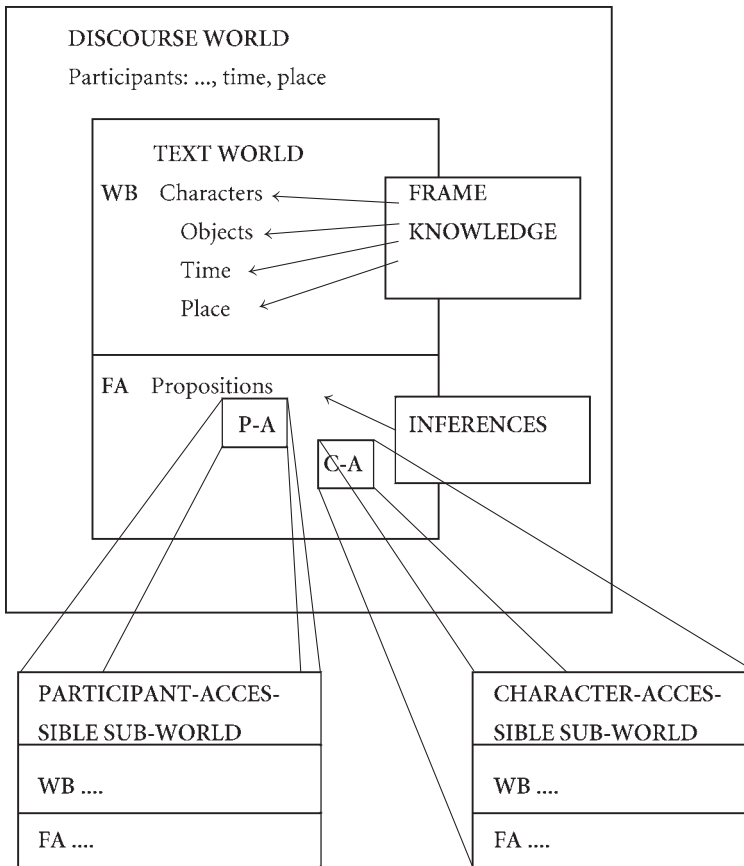 DISCOURSE WORLD
Participants: ..., time, place
TEXT WORLD
WB Characters
Objects
Time
Place
FRAME
KNOWLEDGE
FA Propositions
P-A
C-A
INFERENCES
PARTICIPANT-ACCES-
SIBLE SUB-WORLD
WB ....
FA ....
CHARACTER-ACCES-
SIBLE SUB-WORLD
WB ....
FA ....